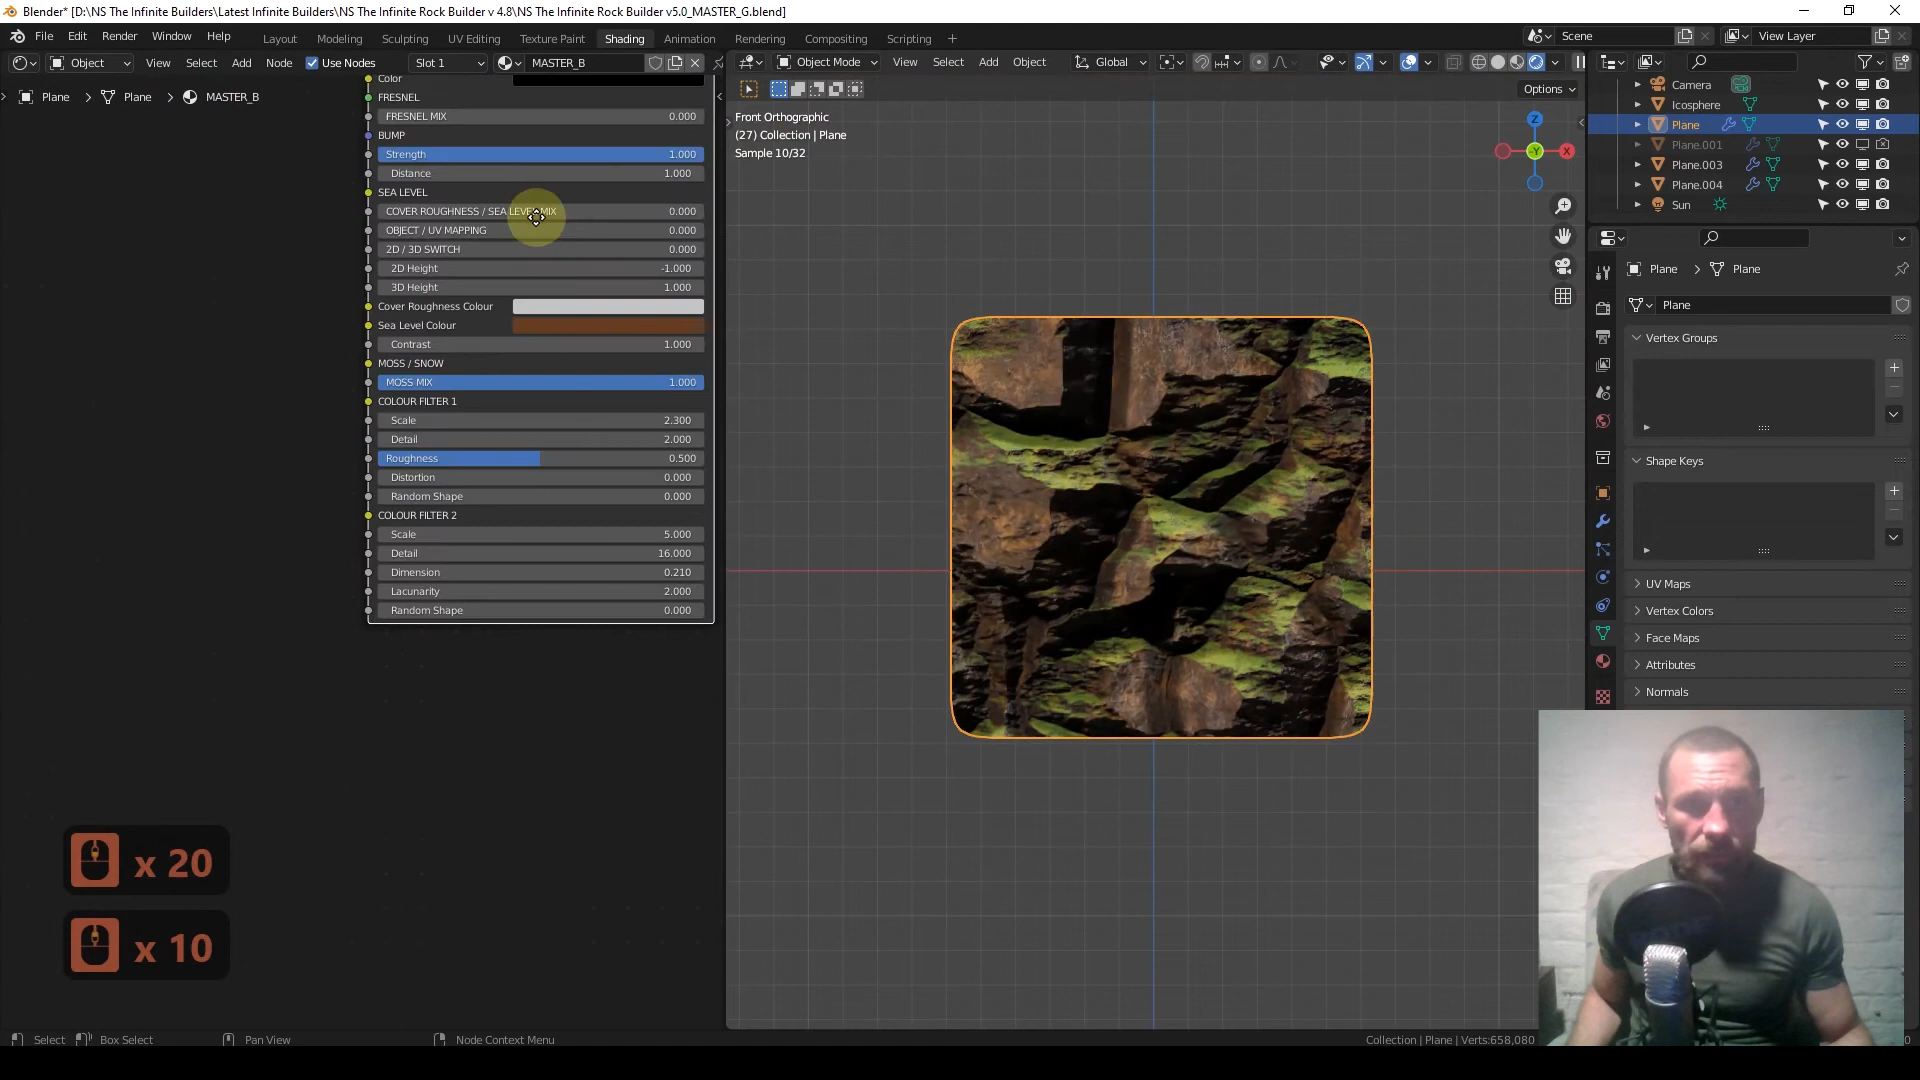 Blender* [D:\NS The Infinite Builders\Latest Infinite Builders\NS The Infinite Rock Builder v 4.8\NS The Infinite Rock Builder v5.0_MASTER_G.blend]
File Edit Render Window Help Layout Modeling Sculpting UV Editing Texture Paint Shading Animation Rendering Compositing Scripting Scene View Layer
Object View Select Add Node Use Nodes Slot 1 MASTER_B
Object Mode View Select Add Object Global
Options
Plane > Plane > MASTER_B
Color
FRESNEL
FRESNEL MIX 0.000
BUMP
Strength 1.000
Distance 1.000
SEA LEVEL
COVER ROUGHNESS / SEA LEVEL MIX 0.000
OBJECT / UV MAPPING 0.000
2D / 3D SWITCH 0.000
2D Height -1.000
3D Height 1.000
Cover Roughness Colour
Sea Level Colour
Contrast 1.000
MOSS / SNOW
MOSS MIX 1.000
COLOUR FILTER 1
Scale 2.300
Detail 2.000
Roughness 0.500
Distortion 0.000
Random Shape 0.000
COLOUR FILTER 2
Scale 5.000
Detail 16.000
Dimension 0.210
Lacunarity 2.000
Random Shape 0.000
Front Orthographic
(27) Collection | Plane
Sample 10/32
Z
-Y
X
Camera
Icosphere
Plane
Plane.001
Plane.003
Plane.004
Sun
Plane > Plane
Plane
Vertex Groups
Shape Keys
UV Maps
Vertex Colors
Face Maps
Attributes
Normals
x 20
x 10
Select Box Select Pan View Node Context Menu
Collection | Plane | Verts:658,080